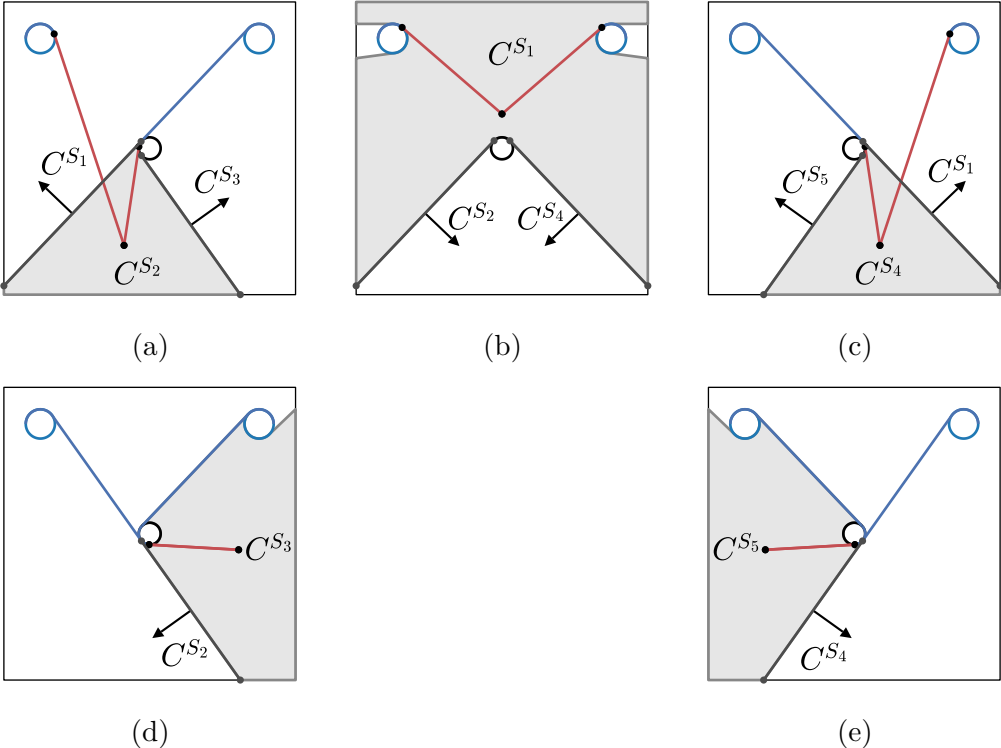 C^{S_1} C^{S_3} C^{S_2}
(a)
C^{S_1} C^{S_2} C^{S_4}
(b)
C^{S_5} C^{S_1} C^{S_4}
(c)
C^{S_3} C^{S_2}
(d)
C^{S_5} C^{S_4}
(e)